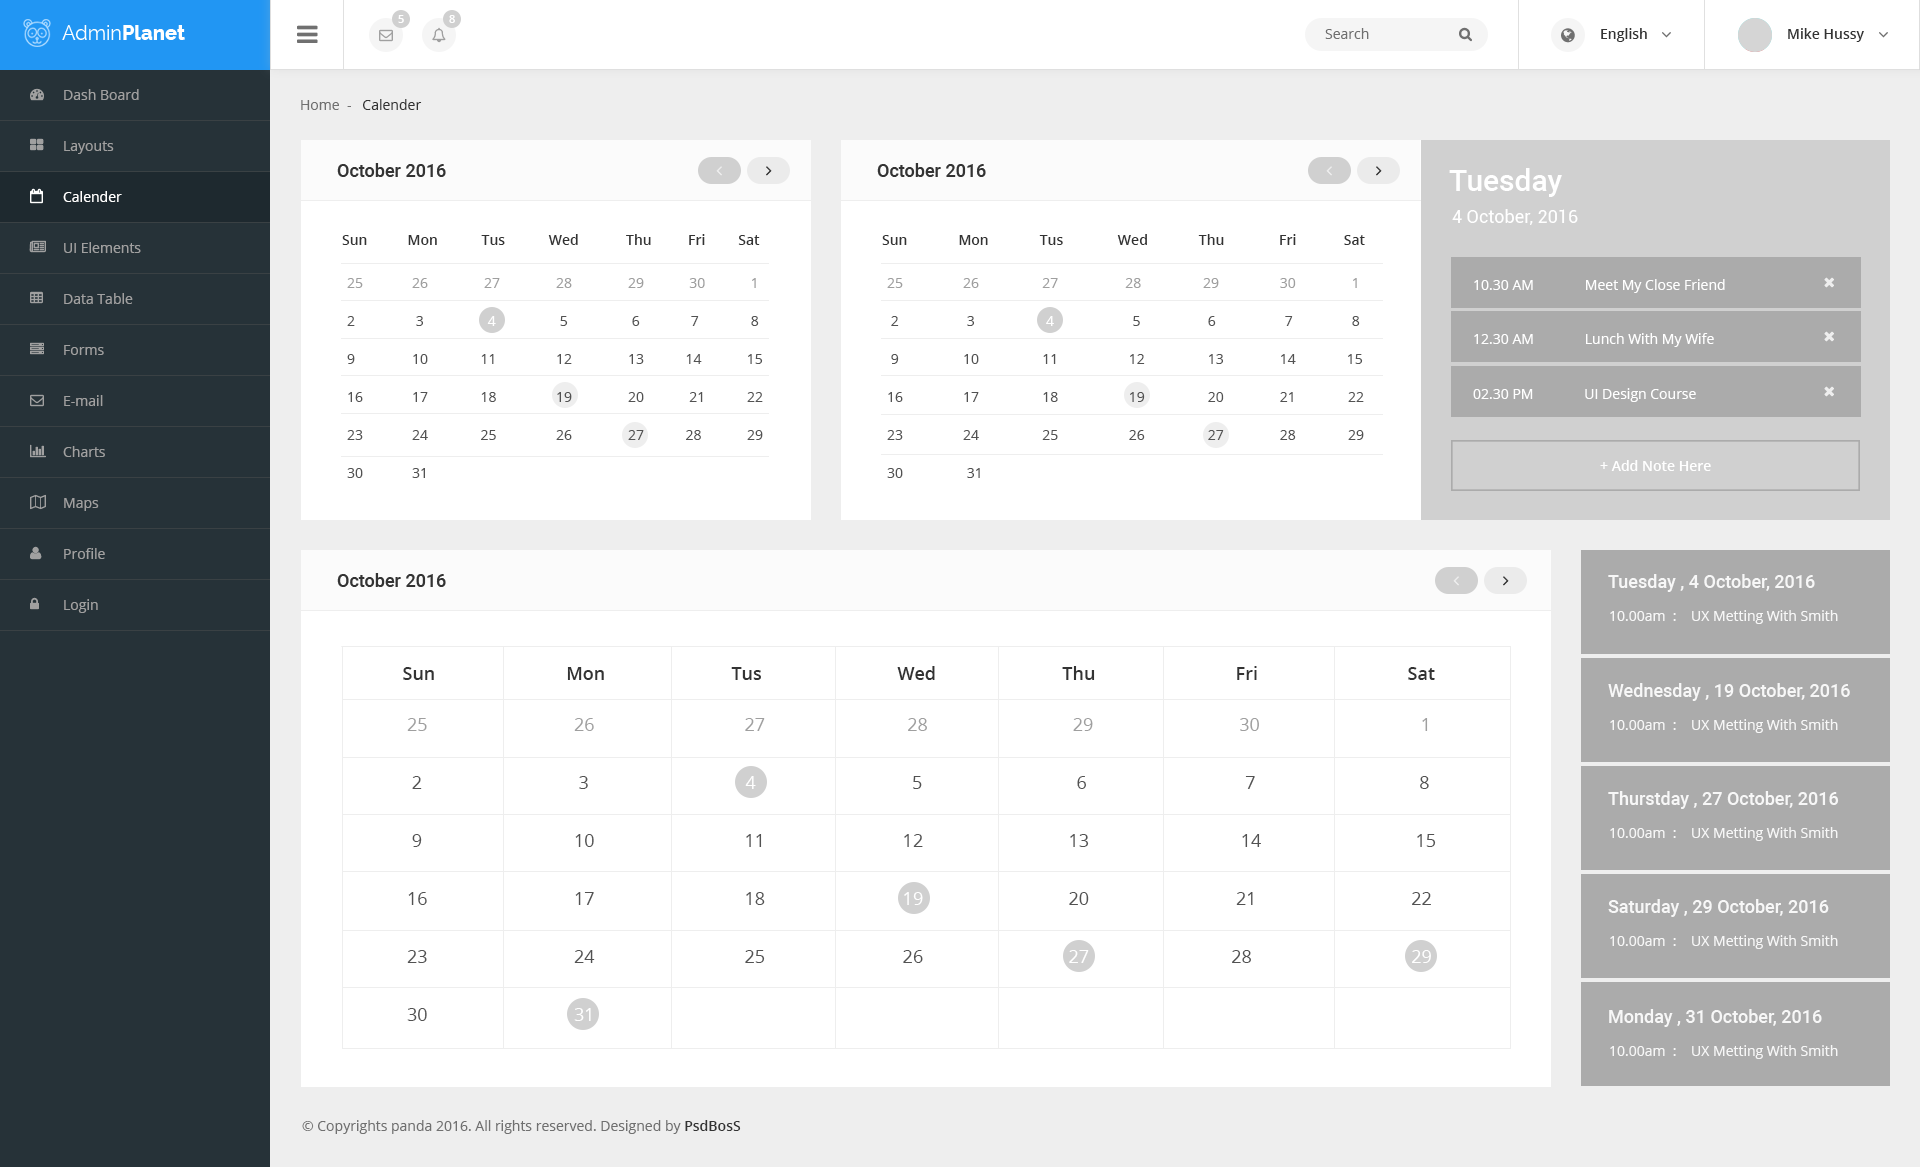 AdminPlanet
5
8
Search
English
Mike Hussy
Dash Board
Layouts
Calender
UI Elements
Data Table
Forms
E-mail
Charts
Maps
Profile
Login
Home - Calender
October 2016
Sun Mon Tus Wed Thu Fri Sat
25 26 27 28 29 30 1
2 3 4 5 6 7 8
9 10 11 12 13 14 15
16 17 18 19 20 21 22
23 24 25 26 27 28 29
30 31
October 2016
Sun Mon Tus Wed Thu Fri Sat
25 26 27 28 29 30 1
2 3 4 5 6 7 8
9 10 11 12 13 14 15
16 17 18 19 20 21 22
23 24 25 26 27 28 29
30 31
Tuesday
4 October, 2016
10.30 AM Meet My Close Friend
12.30 AM Lunch With My Wife
02.30 PM UI Design Course
+ Add Note Here
October 2016
Sun Mon Tus Wed Thu Fri Sat
25 26 27 28 29 30 1
2 3 4 5 6 7 8
9 10 11 12 13 14 15
16 17 18 19 20 21 22
23 24 25 26 27 28 29
30 31
Tuesday , 4 October, 2016
10.00am : UX Metting With Smith
Wednesday , 19 October, 2016
10.00am : UX Metting With Smith
Thurstday , 27 October, 2016
10.00am : UX Metting With Smith
Saturday , 29 October, 2016
10.00am : UX Metting With Smith
Monday , 31 October, 2016
10.00am : UX Metting With Smith
© Copyrights panda 2016. All rights reserved. Designed by PsdBosS